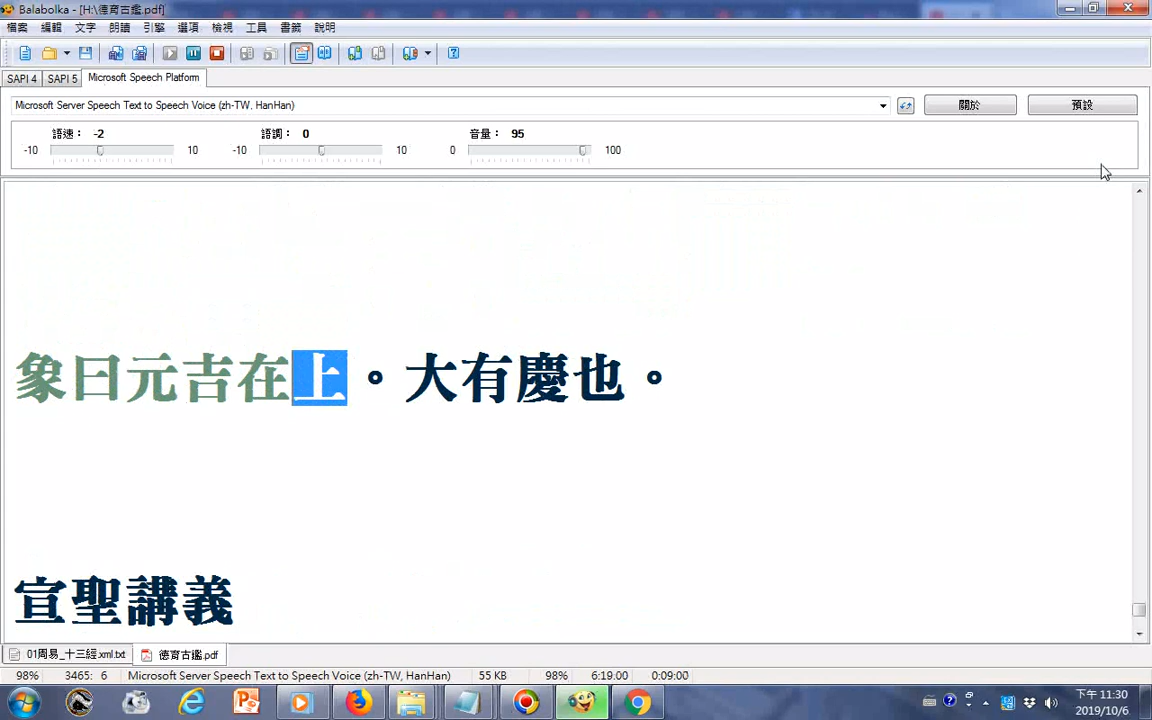 Balabolka - [H:\德育古鑑.pdf]
檔案 編輯 文字 朗讀 引擎 選項 檢視 工具 書籤 說明
SAPI 4 SAPI 5 Microsoft Speech Platform
Microsoft Server Speech Text to Speech Voice (zh-TW, HanHan) 關於 預設
語速： -2 語調： 0 音量： 95
-10 10 -10 10 0 100
象曰元吉在上。大有慶也。
宣聖講義
01周易_十三經.xml.txt 德育古鑑.pdf
98% 3465: 6 Microsoft Server Speech Text to Speech Voice (zh-TW, HanHan) 55 KB 98% 6:19:00 0:09:00
下午 11:30
2019/10/6